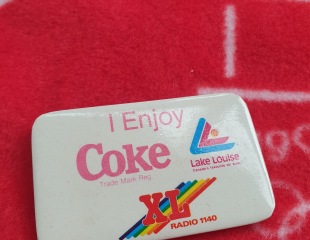 I Enjoy
Coke
Trade Mark Reg
Lake Louise
XL
RADIO 1140